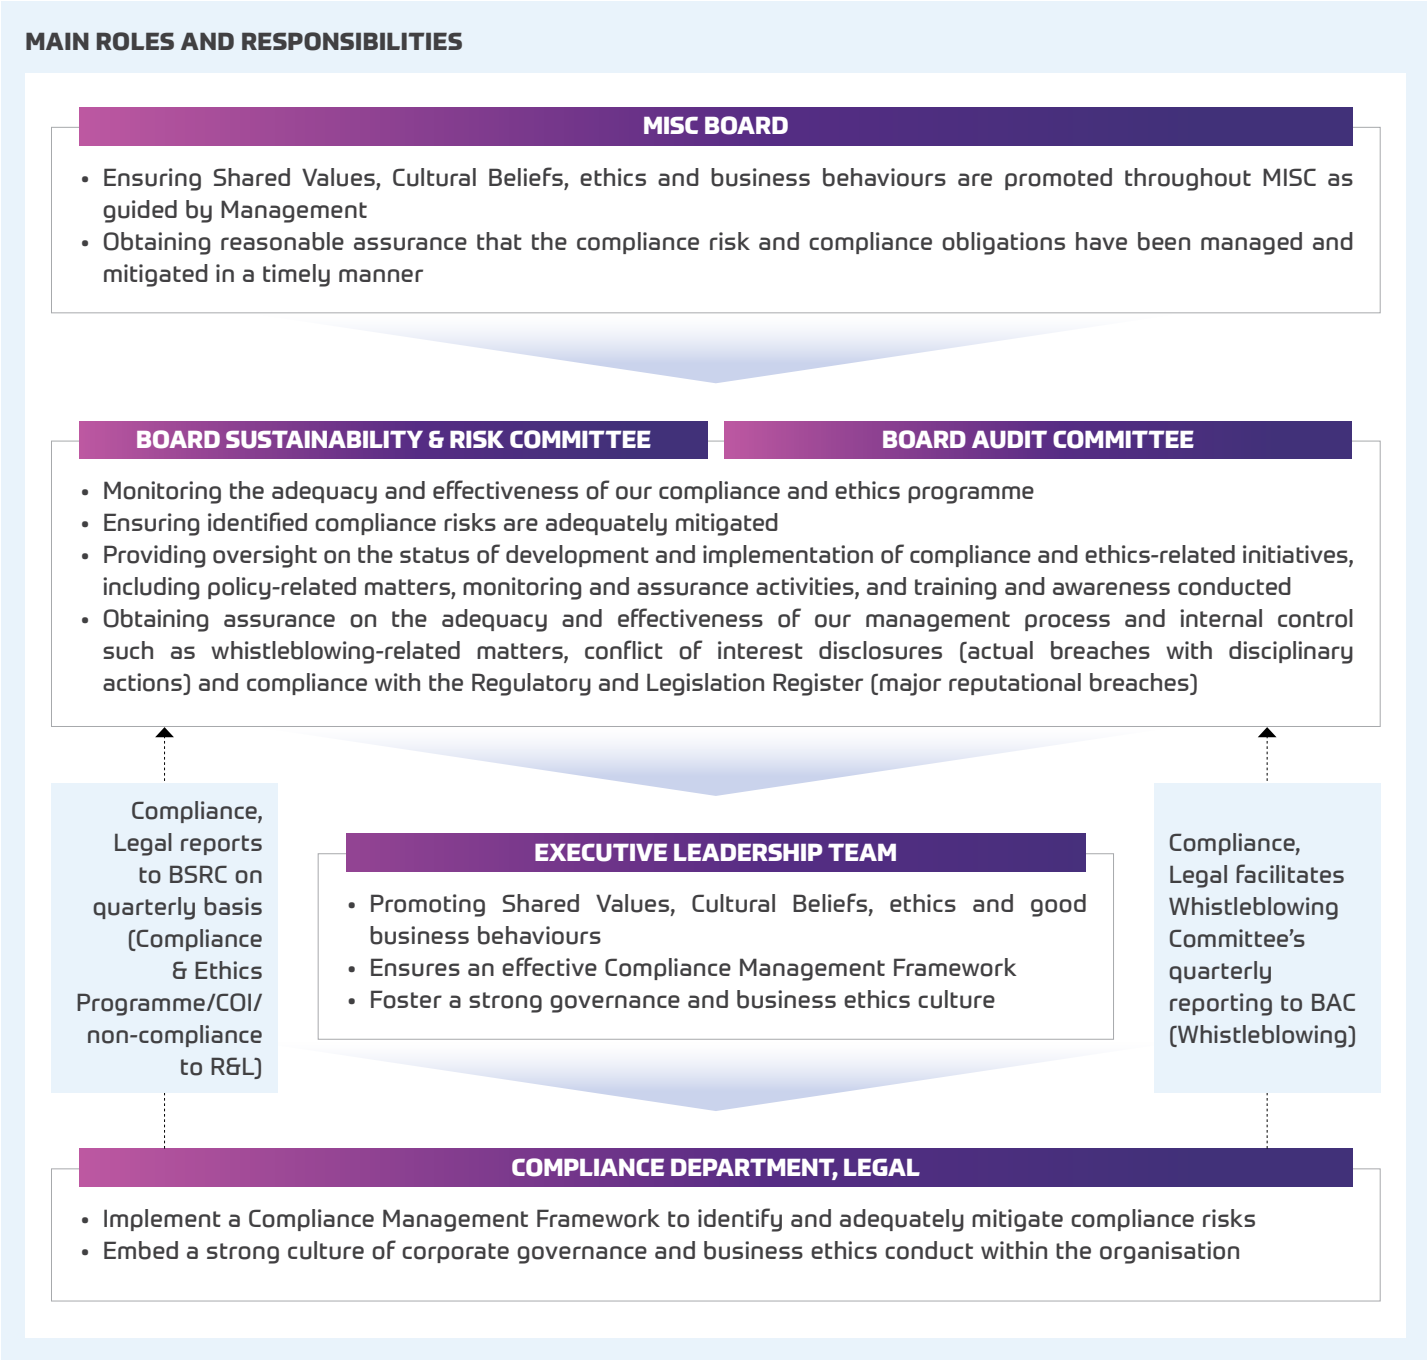 MAIN ROLES AND RESPONSIBILITIES
MISC BOARD
• Ensuring Shared Values, Cultural Beliefs, ethics and business behaviours are promoted throughout MISC as
guided by Management
• Obtaining reasonable assurance that the compliance risk and compliance obligations have been managed and
mitigated in a timely manner
BOARD SUSTAINABILITY & RISK COMMITTEE
BOARD AUDIT COMMITTEE
• Monitoring the adequacy and effectiveness of our compliance and ethics programme
• Ensuring identified compliance risks are adequately mitigated
• Providing oversight on the status of development and implementation of compliance and ethics-related initiatives,
including policy-related matters, monitoring and assurance activities, and training and awareness conducted
• Obtaining assurance on the adequacy and effectiveness of our management process and internal control
such as whistleblowing-related matters, conflict of interest disclosures (actual breaches with disciplinary
actions) and compliance with the Regulatory and Legislation Register (major reputational breaches)
Compliance,
Legal reports
to BSRC on
quarterly basis
(Compliance
& Ethics
Programme/COI/
non-compliance
to R&L)
EXECUTIVE LEADERSHIP TEAM
• Promoting Shared Values, Cultural Beliefs, ethics and good
business behaviours
• Ensures an effective Compliance Management Framework
• Foster a strong governance and business ethics culture
Compliance,
Legal facilitates
Whistleblowing
Committee's
quarterly
reporting to BAC
(Whistleblowing)
COMPLIANCE DEPARTMENT, LEGAL
• Implement a Compliance Management Framework to identify and adequately mitigate compliance risks
• Embed a strong culture of corporate governance and business ethics conduct within the organisation